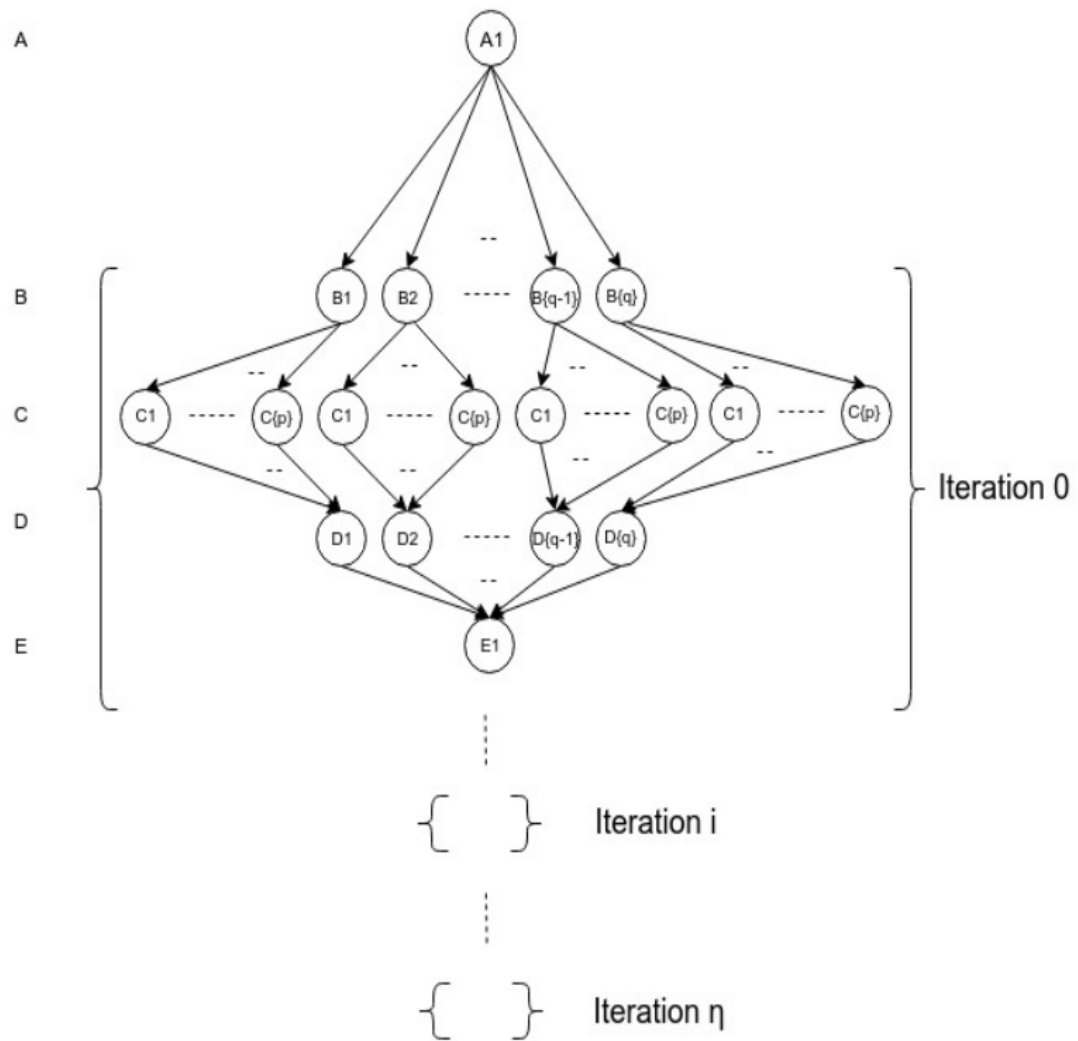 A A1
B B1 B2 B{q-1} B{q}
C C1 C{p} C1 C{p} C1 C{p} C1 C{p}
Iteration 0
D D1 D2 D{q-1} D{q}
E E1
Iteration i
Iteration η